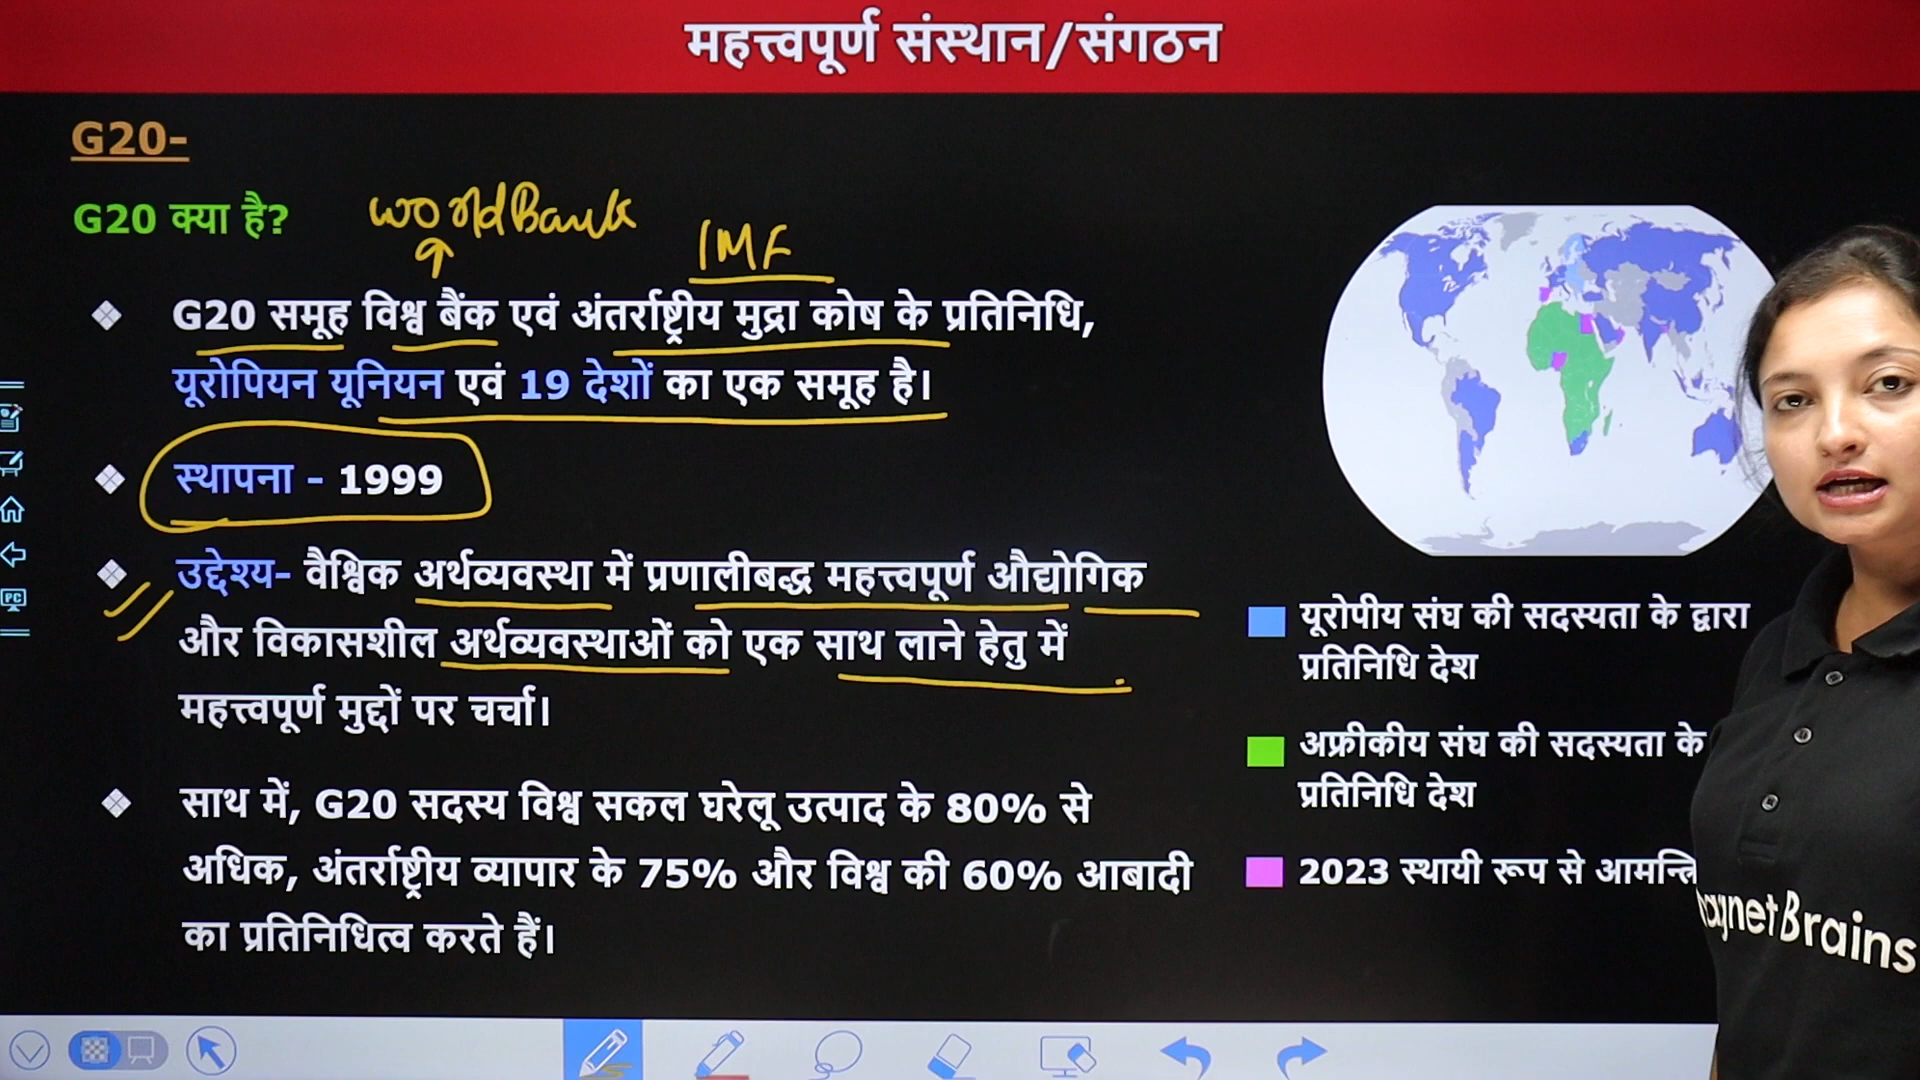 महत्त्वपूर्ण संस्थान/संगठन
G20-
G20 क्या है?
World Bank
IMF
❖ G20 समूह विश्व बैंक एवं अंतर्राष्ट्रीय मुद्रा कोष के प्रतिनिधि,
यूरोपियन यूनियन एवं 19 देशों का एक समूह है।
❖ स्थापना - 1999
❖ उद्देश्य- वैश्विक अर्थव्यवस्था में प्रणालीबद्ध महत्त्वपूर्ण औद्योगिक
और विकासशील अर्थव्यवस्थाओं को एक साथ लाने हेतु में
महत्त्वपूर्ण मुद्दों पर चर्चा।
❖ साथ में, G20 सदस्य विश्व सकल घरेलू उत्पाद के 80% से
अधिक, अंतर्राष्ट्रीय व्यापार के 75% और विश्व की 60% आबादी
का प्रतिनिधित्व करते हैं।
यूरोपीय संघ की सदस्यता के द्वारा
प्रतिनिधि देश
अफ्रीकीय संघ की सदस्यता के
प्रतिनिधि देश
2023 स्थायी रूप से आमन्त्रि
agnetBrains
PC